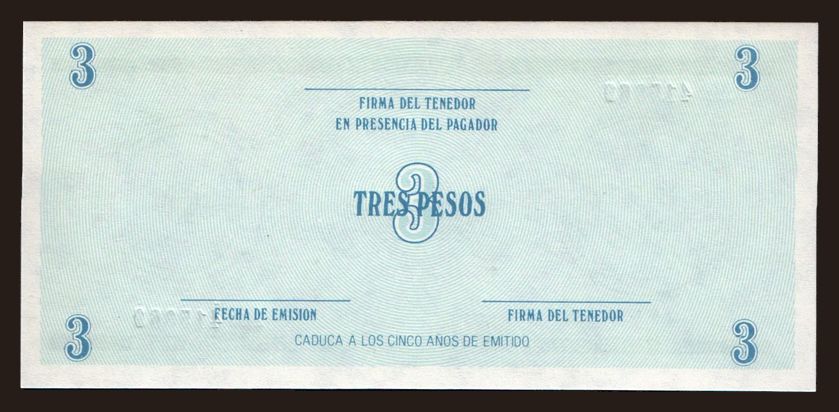 3 3
FIRMA DEL TENEDOR
EN PRESENCIA DEL PAGADOR
3
TRES PESOS
FECHA DE EMISION FIRMA DEL TENEDOR
3 3
CADUCA A LOS CINCO AÑOS DE EMITIDO